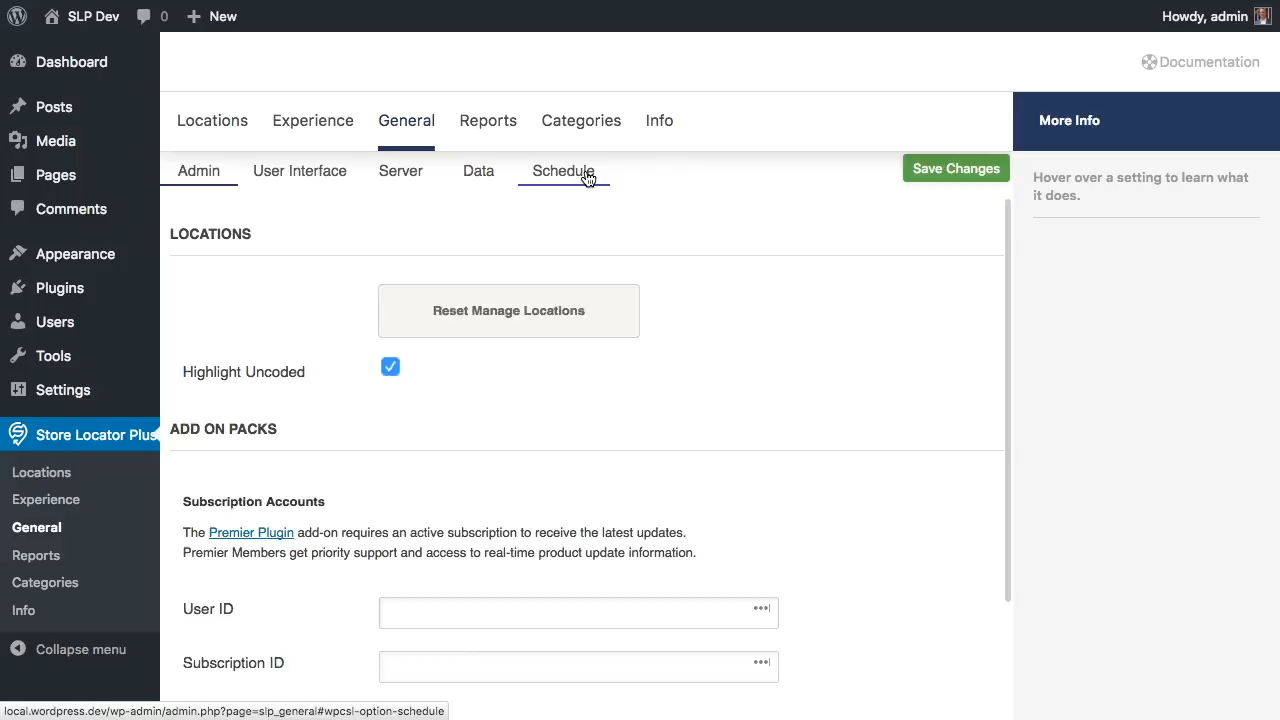 SLP Dev
0
New
Howdy, admin
Dashboard
Posts
Media
Pages
Comments
Appearance
Plugins
Users
Tools
Settings
Store Locator Plus
Locations
Experience
General
Reports
Categories
Info
Collapse menu
Documentation
Locations Experience General Reports Categories Info
Admin User Interface Server Data Schedule
Save Changes
LOCATIONS
Reset Manage Locations
Highlight Uncoded
ADD ON PACKS
Subscription Accounts
The Premier Plugin add-on requires an active subscription to receive the latest updates.
Premier Members get priority support and access to real-time product update information.
User ID
Subscription ID
More Info
Hover over a setting to learn what
it does.
local.wordpress.dev/wp-admin/admin.php?page=slp_general#wpcsl-option-schedule